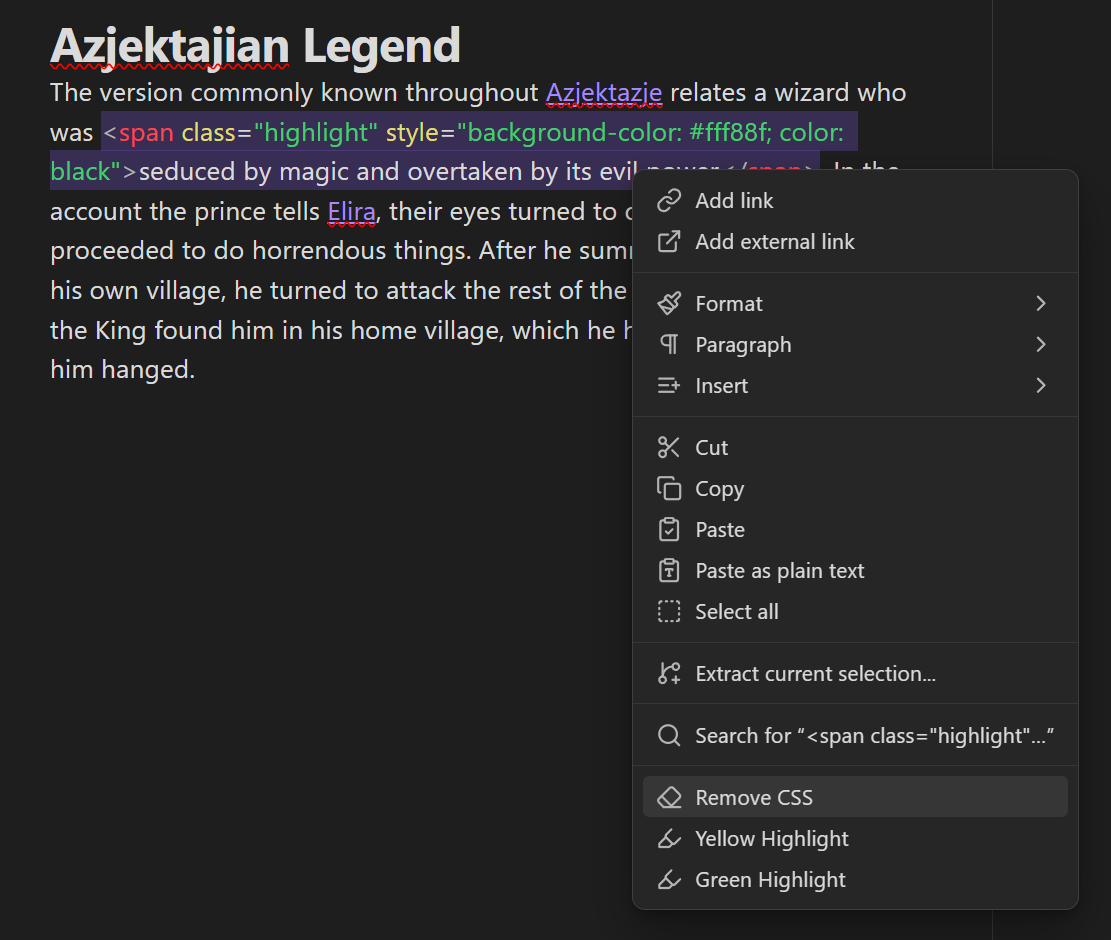 Azjektajian Legend
The version commonly known throughout Azjektazje relates a wizard who
was <span class="highlight" style="background-color: #fff88f; color:
black">seduced by magic and overtaken by its evil power</span>. In the
account the prince tells Elira, their eyes turned to
proceeded to do horrendous things. After he
his own village, he turned to attack the rest of the
the King found him in his home village, which he
him hanged.
Add link
Add external link
Format
Paragraph
Insert
Cut
Copy
Paste
Paste as plain text
Select all
Extract current selection...
Search for “<span class="highlight"...”
Remove CSS
Yellow Highlight
Green Highlight